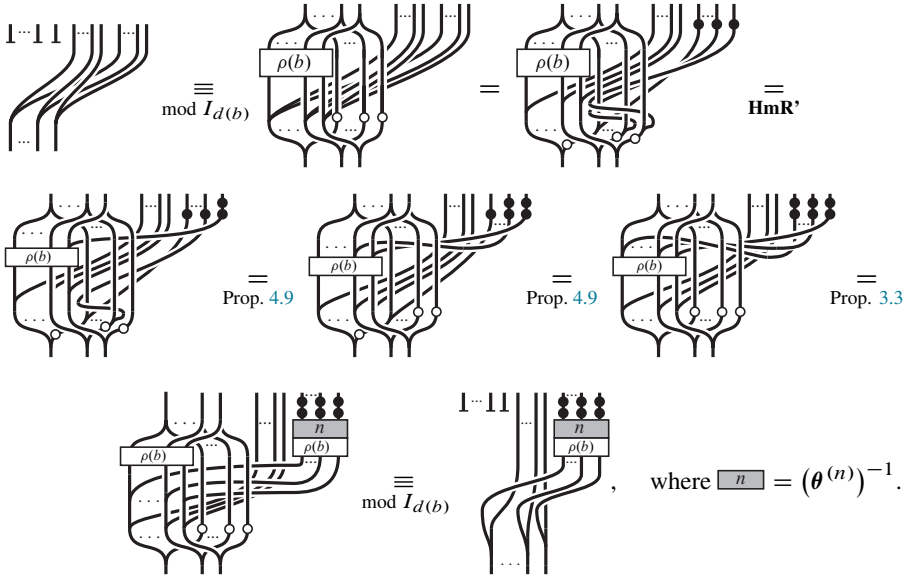 ≡ ρ(b) = ρ(b) =
mod I_{d(b)} HmR’
ρ(b) = ρ(b) = ρ(b) =
Prop. 4.9 Prop. 4.9 Prop. 3.3
n n
ρ(b) ρ(b) ≡ ρ(b) , where n = (θ^{(n)})^{−1}.
mod I_{d(b)}